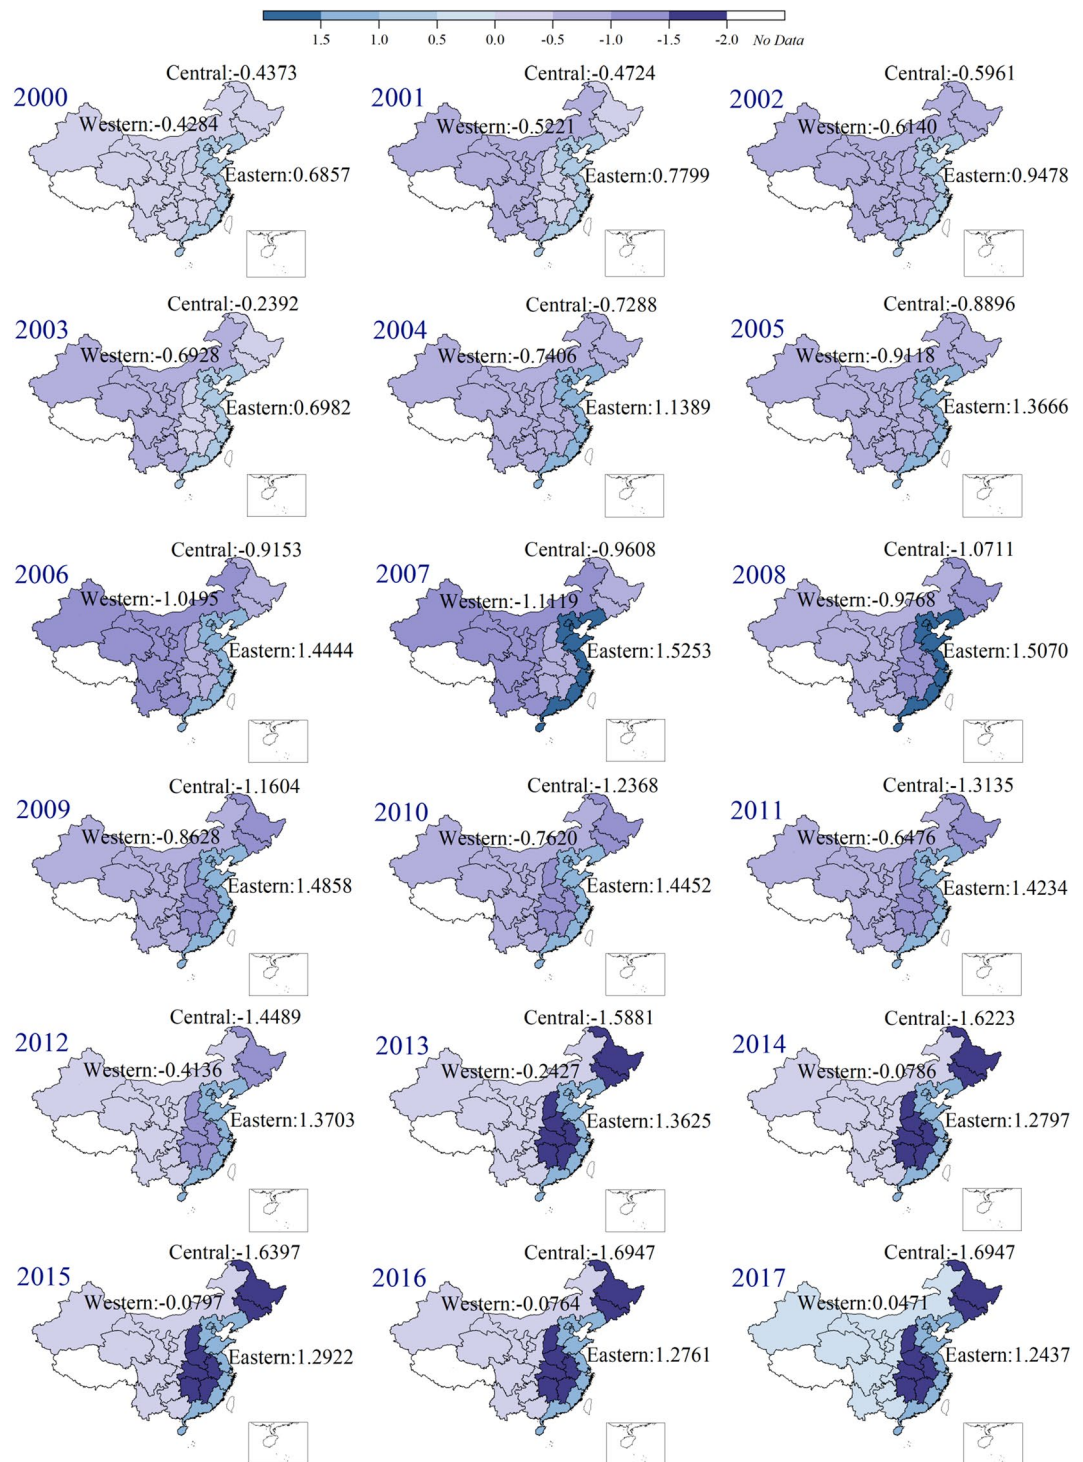 1.5 1.0 0.5 0.0 -0.5 -1.0 -1.5 -2.0 No Data
2000
Central:-0.4373
Western:-0.4284
Eastern:0.6857
2001
Central:-0.4724
Western:-0.5221
Eastern:0.7799
2002
Central:-0.5961
Western:-0.6140
Eastern:0.9478
2003
Central:-0.2392
Western:-0.6928
Eastern:0.6982
2004
Central:-0.7288
Western:-0.7406
Eastern:1.1389
2005
Central:-0.8896
Western:-0.9118
Eastern:1.3666
2006
Central:-0.9153
Western:-1.0195
Eastern:1.4444
2007
Central:-0.9608
Western:-1.1119
Eastern:1.5253
2008
Central:-1.0711
Western:-0.9768
Eastern:1.5070
2009
Central:-1.1604
Western:-0.8628
Eastern:1.4858
2010
Central:-1.2368
Western:-0.7620
Eastern:1.4452
2011
Central:-1.3135
Western:-0.6476
Eastern:1.4234
2012
Central:-1.4489
Western:-0.4136
Eastern:1.3703
2013
Central:-1.5881
Western:-0.2427
Eastern:1.3625
2014
Central:-1.6223
Western:-0.0786
Eastern:1.2797
2015
Central:-1.6397
Western:-0.0797
Eastern:1.2922
2016
Central:-1.6947
Western:-0.0764
Eastern:1.2761
2017
Central:-1.6947
Western:0.0471
Eastern:1.2437